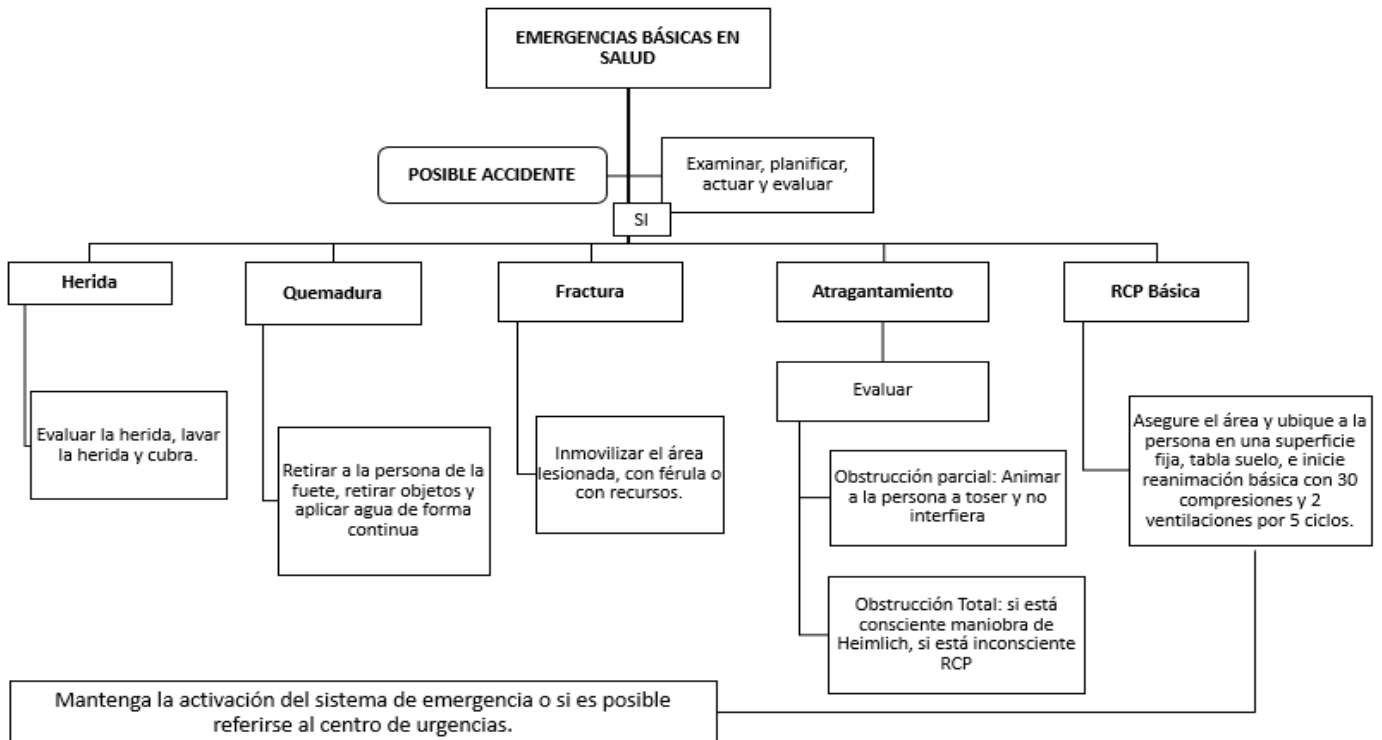 EMERGENCIAS BÁSICAS EN
SALUD
POSIBLE ACCIDENTE
Examinar, planificar,
actuar y evaluar
SI
Herida
Quemadura
Fractura
Atragantamiento
RCP Básica
Evaluar la herida, lavar
la herida y cubra.
Retirar a la persona de la
fuete, retirar objetos y
aplicar agua de forma
continua
Inmovilizar el área
lesionada, con férula o
con recursos.
Evaluar
Obstrucción parcial: Animar
a la persona a toser y no
interfiera
Obstrucción Total: si está
consciente maniobra de
Heimlich, si está inconsciente
RCP
Asegure el área y ubique a la
persona en una superficie
fija, tabla suelo, e inicie
reanimación básica con 30
compresiones y 2
ventilaciones por 5 ciclos.
Mantenga la activación del sistema de emergencia o si es posible
referirse al centro de urgencias.